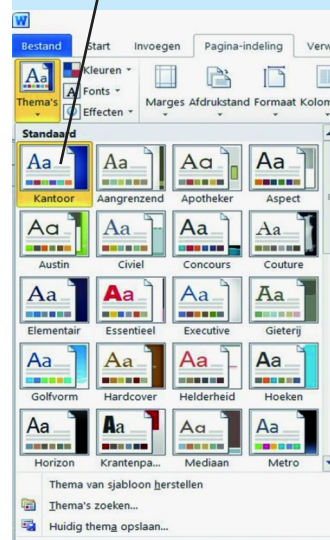 W
Bestand Start Invoegen Pagina-indeling Verw
Aa Kleuren
Thema's A Fonts Marges Afdrukstand Formaat Kolom
Effecten
Standaard
Aa Aa Aa Aa
Kantoor Aangrenzend Apotheker Aspect
Aa Aa Aa Aa
Austin Civiel Concours Couture
Aa Aa Aa Aa
Elementair Essentieel Executive Gieterij
Aa Aa Aa Aa
Golfvorm Hardcover Helderheid Hoeken
Aa Aa Aa Aa
Horizon Krantenpa... Mediaan Metro
Thema van sjabloon herstellen
Thema's zoeken...
Huidig thema opslaan...